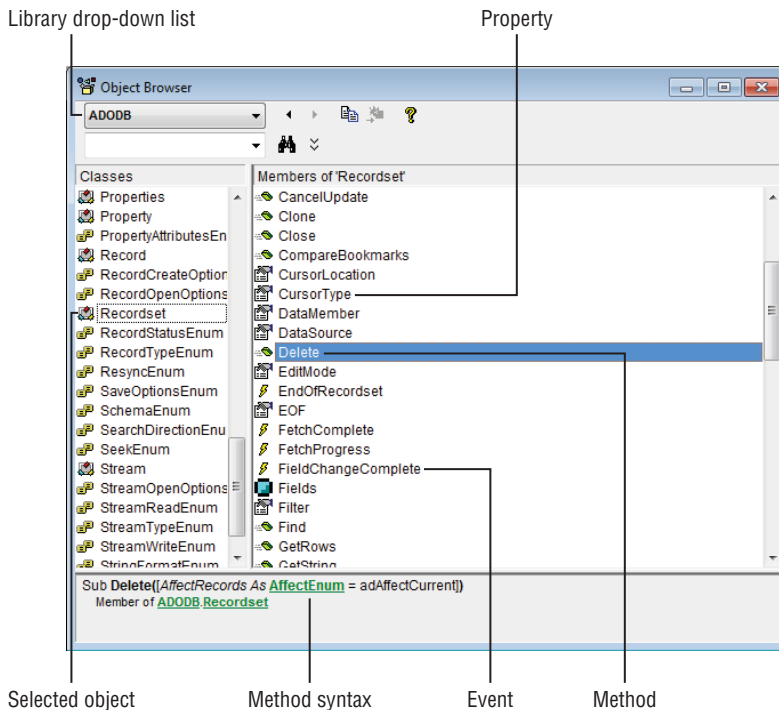 Library drop-down list
Property
Object Browser
ADODB
Classes
Members of 'Recordset'
Properties
Property
PropertyAttributesEn
Record
RecordCreateOption
RecordOpenOptions
Recordset
RecordStatusEnum
RecordTypeEnum
ResyncEnum
SaveOptionsEnum
SchemaEnum
SearchDirectionEnu
SeekEnum
Stream
StreamOpenOptions
StreamReadEnum
StreamTypeEnum
StreamWriteEnum
StringFormatEnum
CancelUpdate
Clone
Close
CompareBookmarks
CursorLocation
CursorType
DataMember
DataSource
Delete
EditMode
EndOfRecordset
EOF
FetchComplete
FetchProgress
FieldChangeComplete
Fields
Filter
Find
GetRows
GetString
Sub Delete([AffectRecords As AffectEnum = adAffectCurrent])
Member of ADODB.Recordset
Selected object
Method syntax
Event
Method